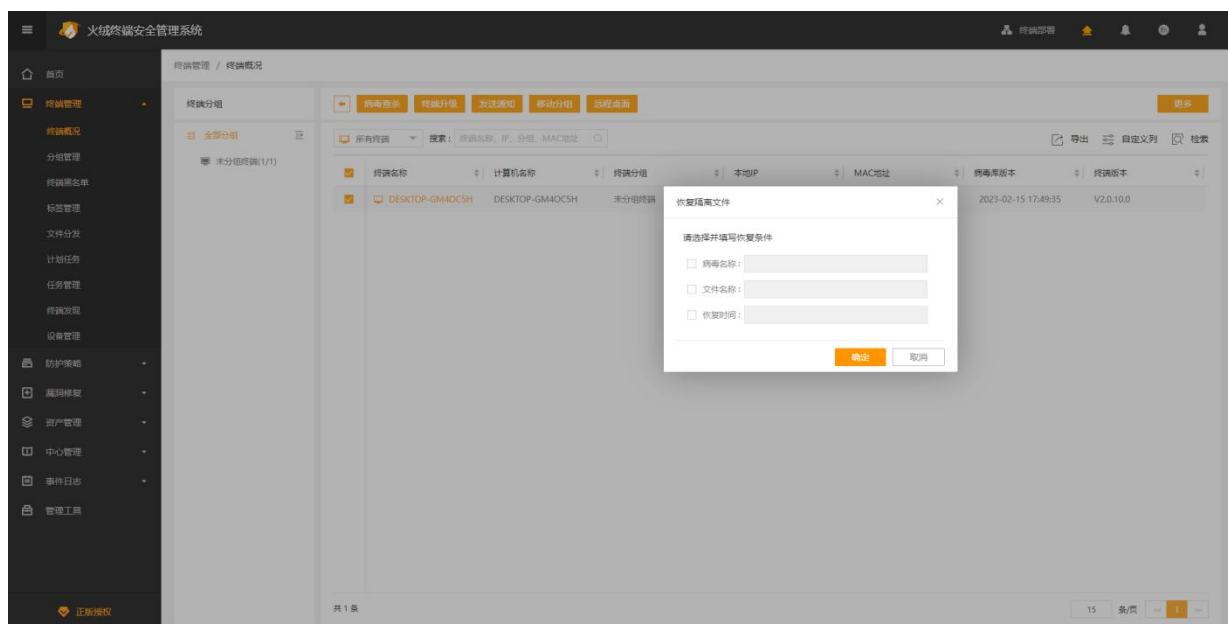 火绒终端安全管理系统
终端部署
首页
终端管理
终端概况
分组管理
终端黑名单
标签管理
文件分发
计划任务
任务管理
终端发现
设备管理
防护策略
漏洞修复
资产管理
中心管理
事件日志
管理工具
正版授权
终端管理 / 终端概况
终端分组
全部分组
未分组终端(1/1)
病毒查杀 终端升级 发送通知 移动分组 远程桌面 更多
所有终端 搜索: 终端名称, IP, 分组, MAC地址 导出 自定义列 检索
终端名称 计算机名称 终端分组 本地IP MAC地址 病毒库版本 终端版本
DESKTOP-GM4OC5H DESKTOP-GM4OC5H 未分组终端 2023-02-15 17:49:35 V2.0.10.0
恢复隔离文件
请选择并填写恢复条件
病毒名称:
文件名称:
恢复时间:
确定 取消
共 1 条 15 条/页 1